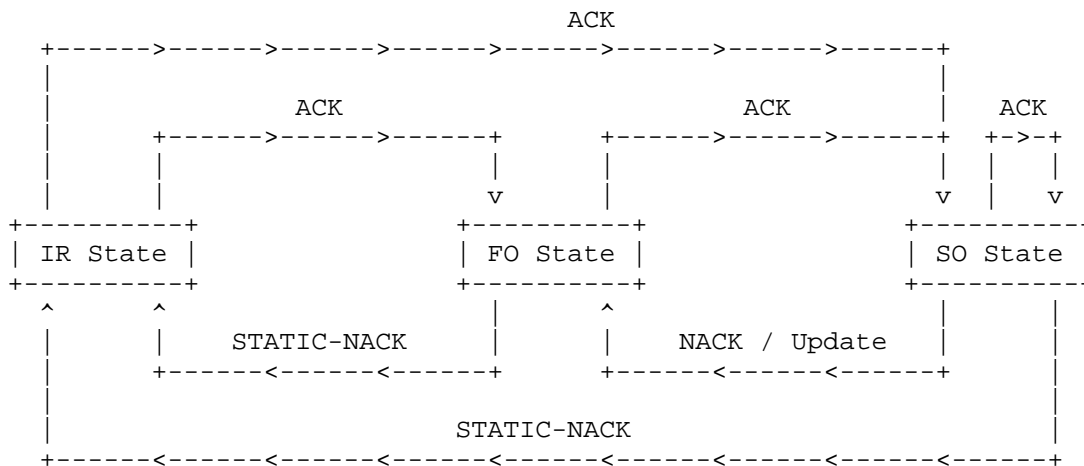 ACK
ACK ACK ACK
IR State FO State SO State
STATIC-NACK NACK / Update
STATIC-NACK